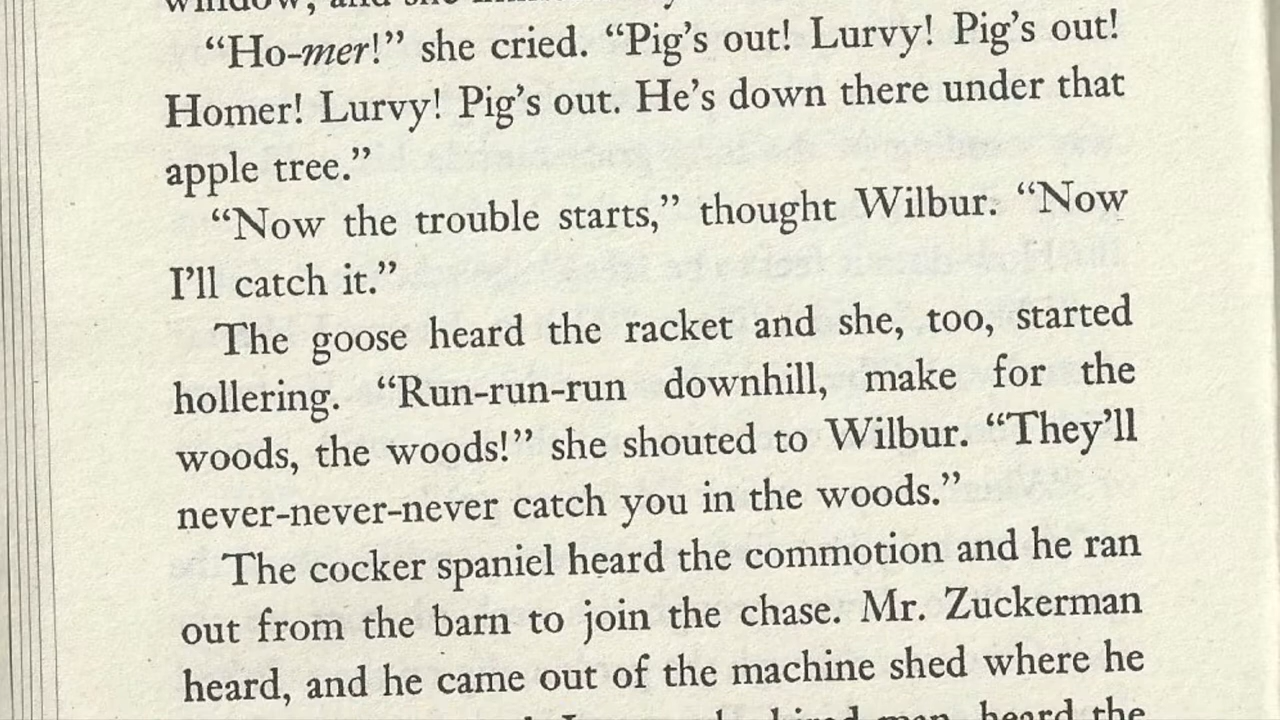 “Ho-mer!” she cried. “Pig’s out! Lurvy! Pig’s out!
Homer! Lurvy! Pig’s out. He’s down there under that
apple tree.”
“Now the trouble starts,” thought Wilbur. “Now
I’ll catch it.”
The goose heard the racket and she, too, started
hollering. “Run-run-run downhill, make for the
woods, the woods!” she shouted to Wilbur. “They’ll
never-never-never catch you in the woods.”
The cocker spaniel heard the commotion and he ran
out from the barn to join the chase. Mr. Zuckerman
heard, and he came out of the machine shed where he
man, heard the